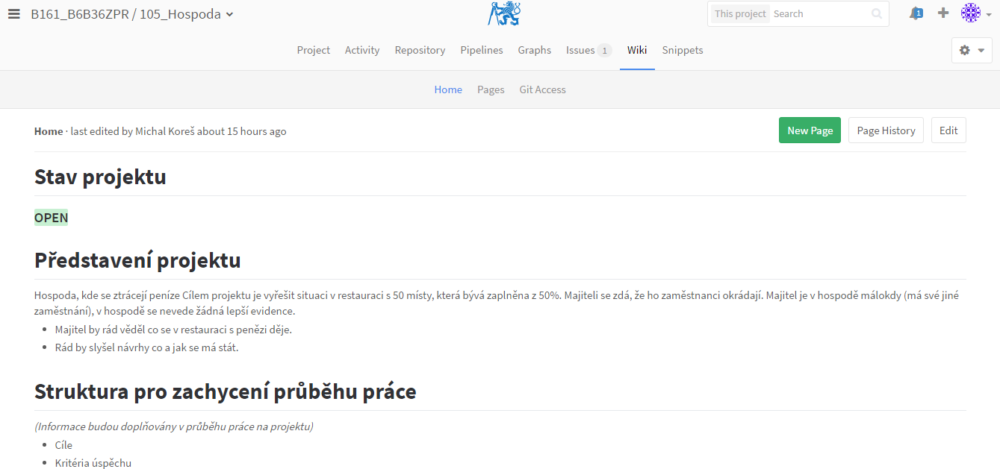 B161_B6B36ZPR / 105_Hospoda
This project Search
1
Project Activity Repository Pipelines Graphs Issues 1 Wiki Snippets
Home Pages Git Access
Home · last edited by Michal Koreš about 15 hours ago
New Page Page History Edit
Stav projektu
OPEN
Představení projektu
Hospoda, kde se ztrácejí peníze Cílem projektu je vyřešit situaci v restauraci s 50 místy, která bývá zaplněna z 50%. Majiteli se zdá, že ho zaměstnanci okrádají. Majitel je v hospodě málokdy (má své jiné
zaměstnání), v hospodě se nevede žádná lepší evidence.
• Majitel by rád věděl co se v restauraci s penězi děje.
• Rád by slyšel návrhy co a jak se má stát.
Struktura pro zachycení průběhu práce
(Informace budou doplňovány v průběhu práce na projektu)
• Cíle
• Kritéria úspěchu